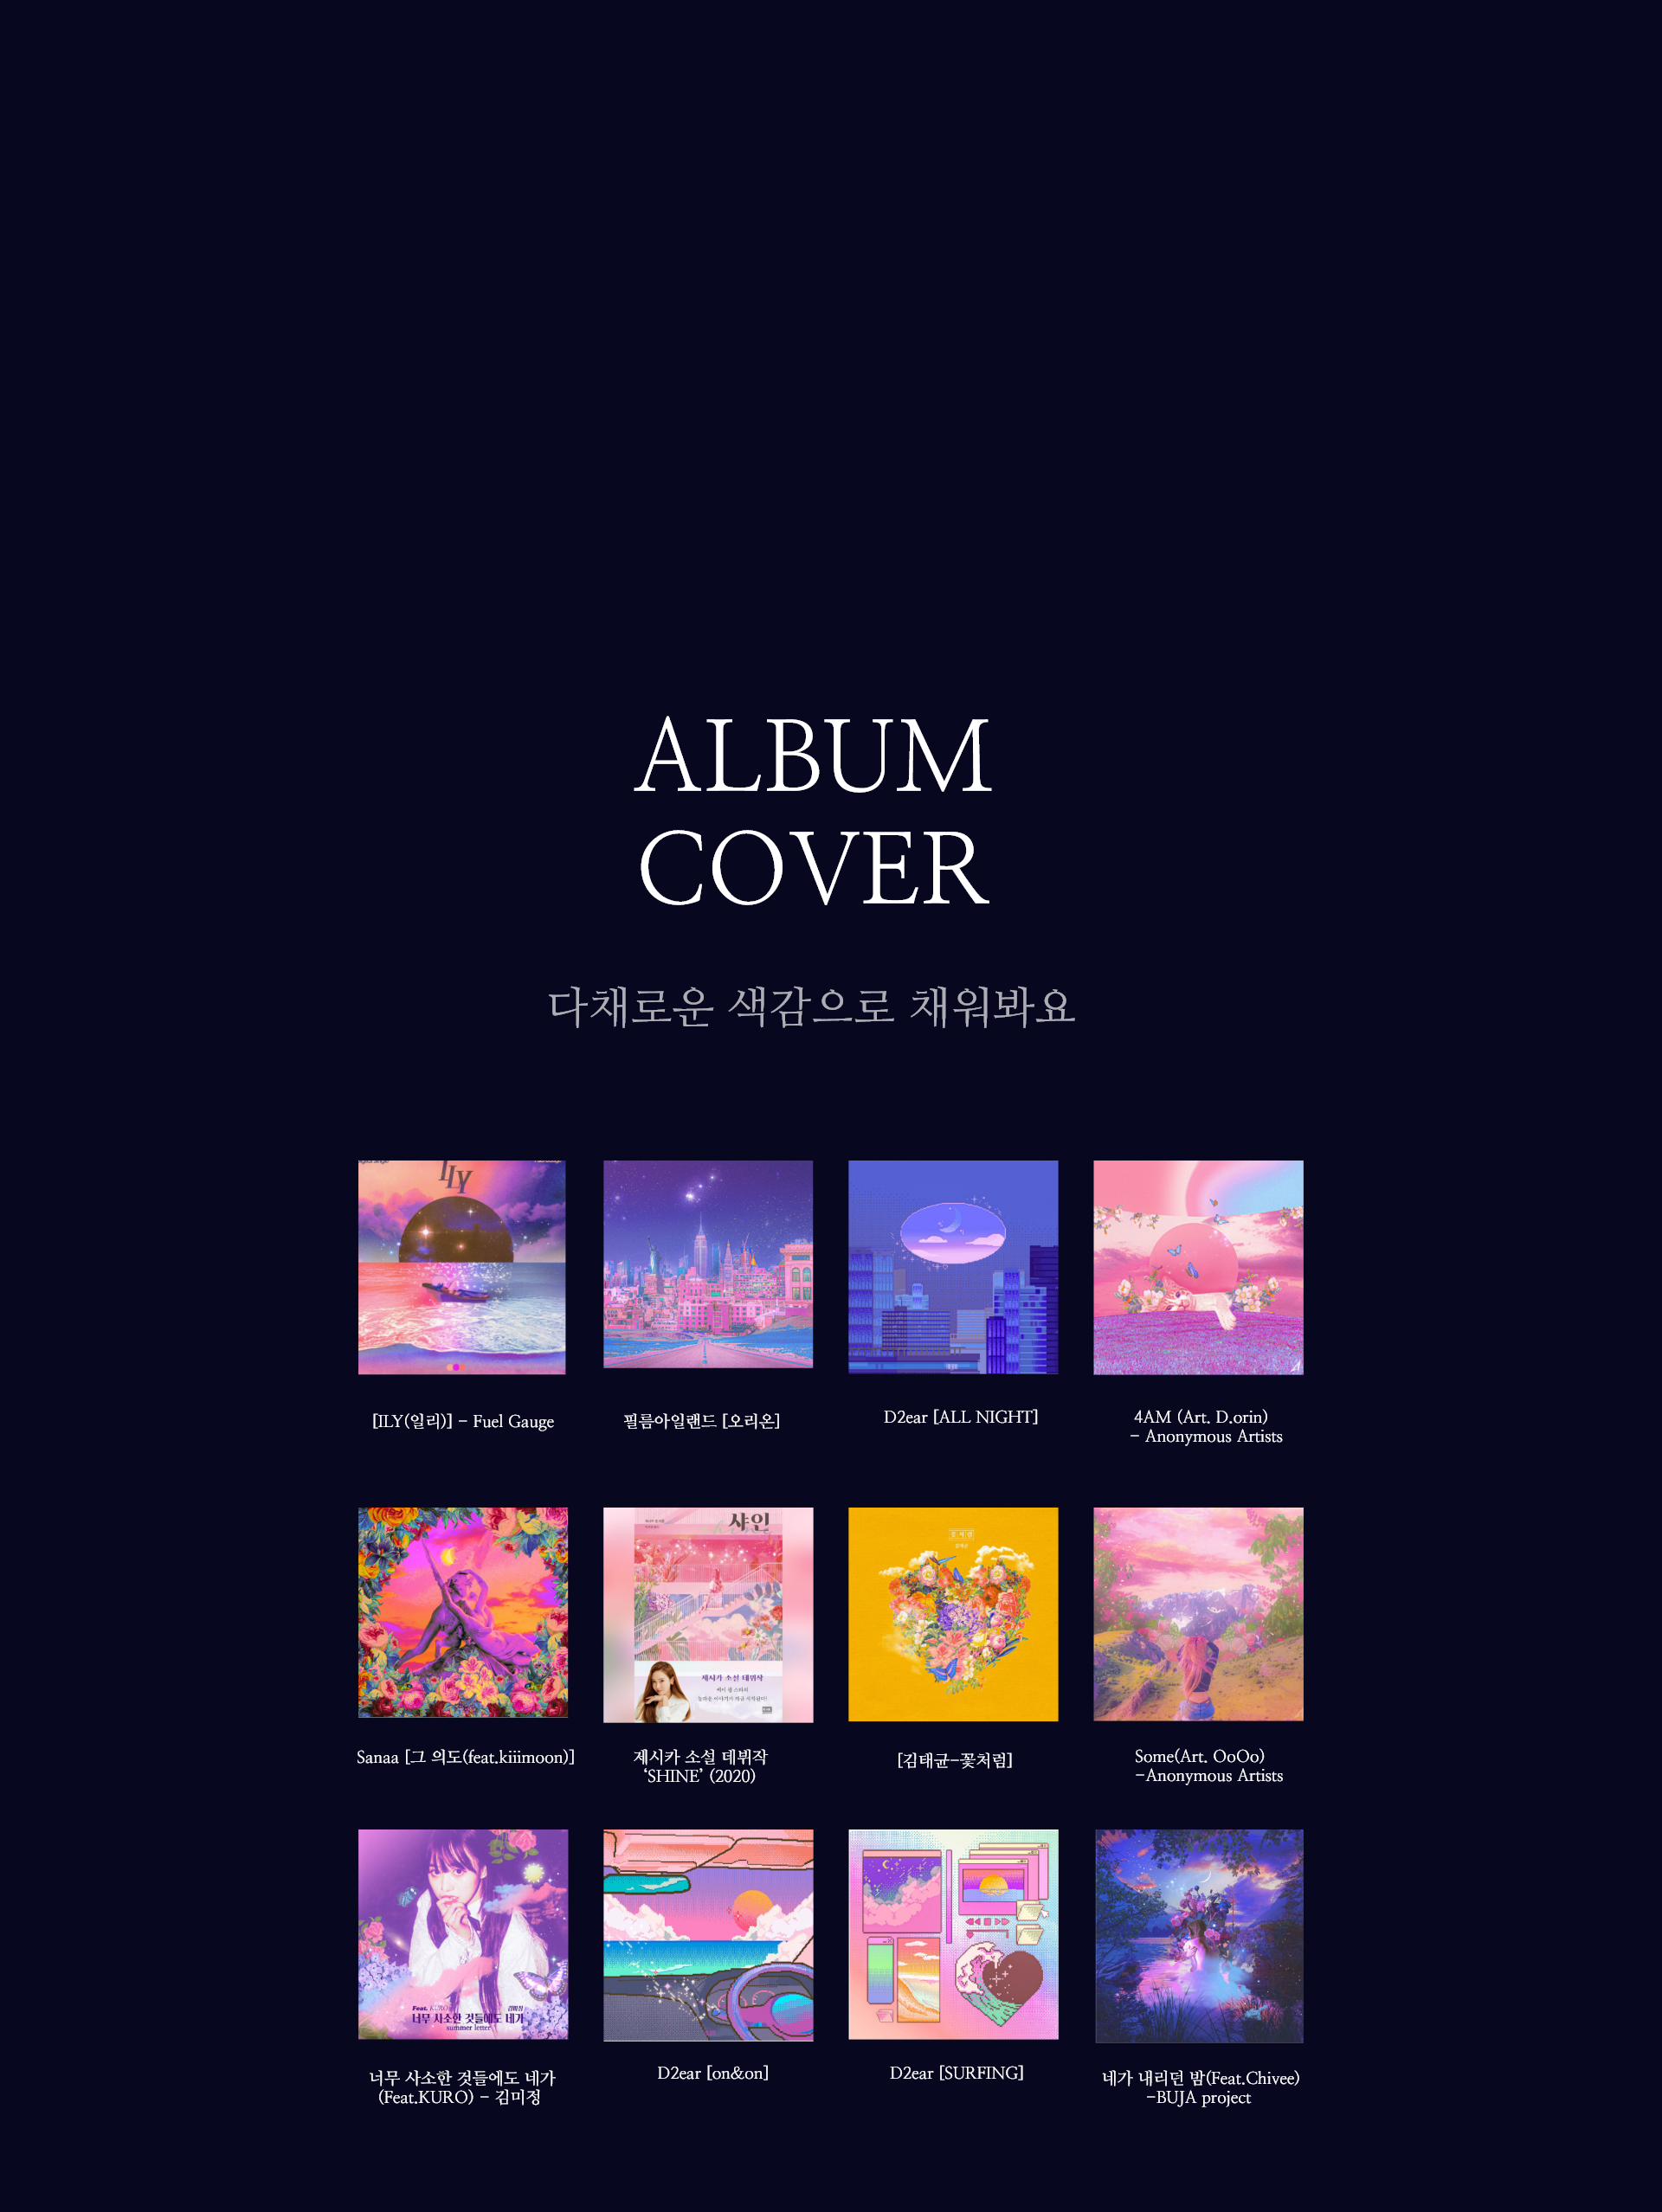 ALBUM
COVER
다채로운 색감으로 채워봐요
ILY
[ILY(일리)] - Fuel Gauge
필름아일랜드 [오리온]
D2ear [ALL NIGHT]
4AM (Art. D.orin)
- Anonymous Artists
샤인
제시카 소설 데뷔작
Sanaa [그 의도(feat.kiiimoon)]
제시카 소설 데뷔작
‘SHINE’ (2020)
[김태균-꽃처럼]
Some(Art. OoOo)
-Anonymous Artists
Feat. KURO
김미정
너무 사소한 것들에도 네가
summer letter
너무 사소한 것들에도 네가
(Feat.KURO) - 김미정
D2ear [on&on]
D2ear [SURFING]
네가 내리던 밤(Feat.Chivee)
-BUJA project